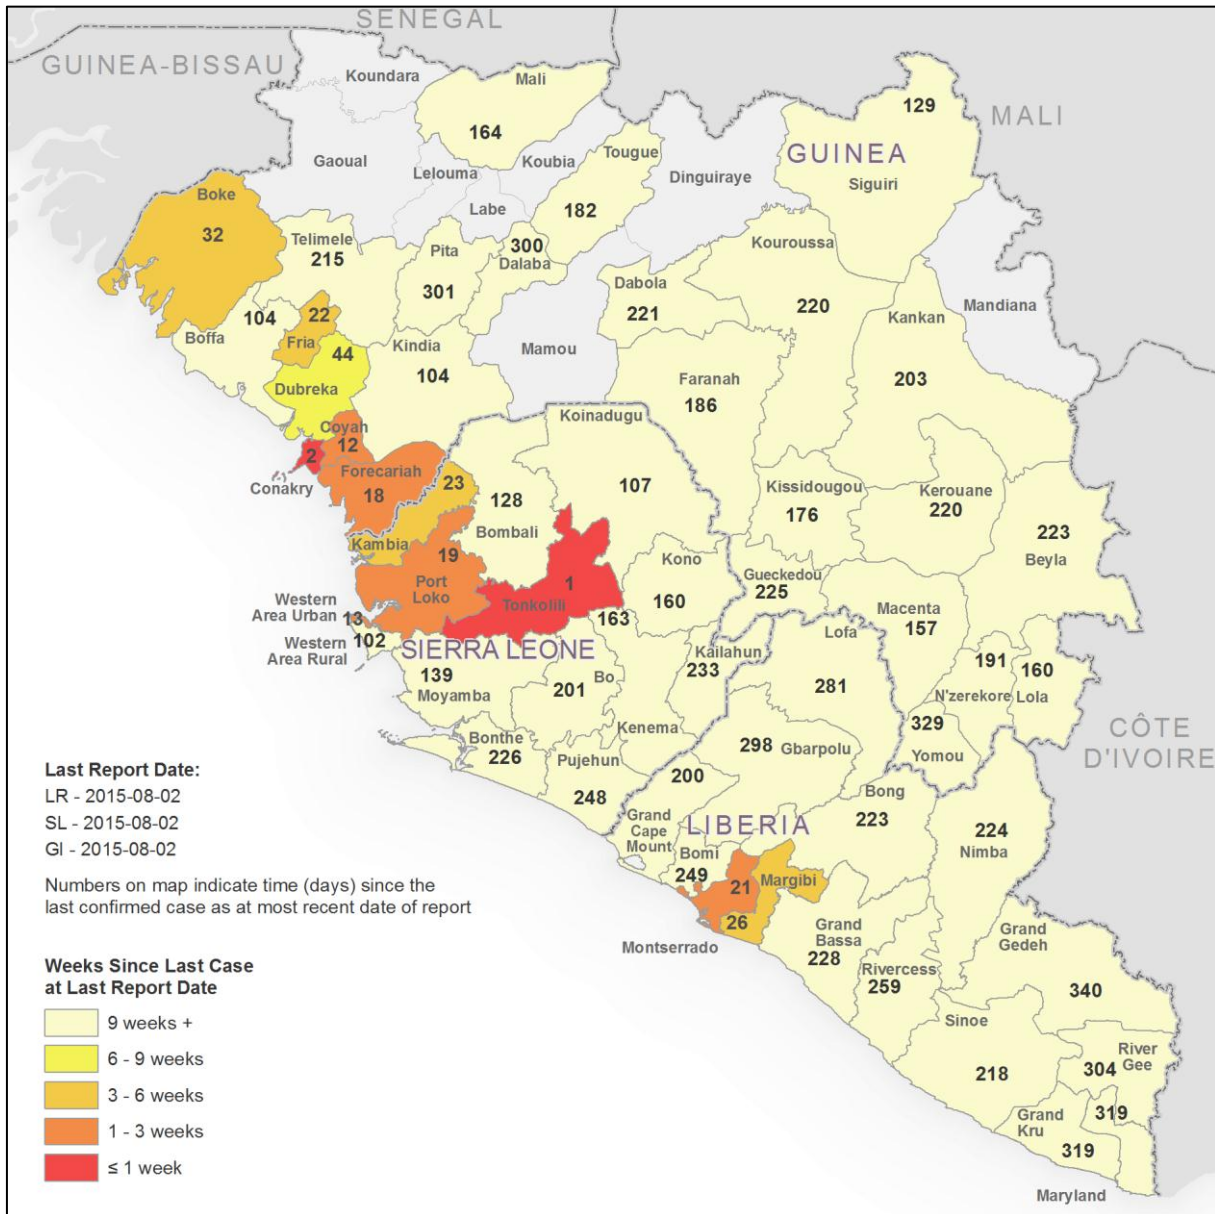 SENEGAL
GUINEA-BISSAU
Koundara
Mali
164
129
MALI
Gaoual
Lelouma
Koubia
Tougue
GUINEA
Labe
182
Dinguiraye
Siguiri
Boke
32
Telimele
215
Pita
301
300
Dalaba
Kouroussa
220
Dabola
221
Mandiana
104
Boffa
22
Fria
44
Dubreka
Kindia
104
Mamou
Kankan
203
Faranah
186
Koinadugu
107
Coyah
12
2
Conakry
Forecariah
18
23
Kambia
128
Bombali
Kissidougou
176
Kerouane
220
223
Beyla
19
Port
Loko
1
Tonkolili
Kono
160
Gueckedou
225
Macenta
157
Western
Area Urban
13
Western
Area Rural
102
SIERRA LEONE
163
Kailahun
233
Lofa
281
191
N'zerekore
160
Lola
139
Moyamba
201
Bo
Kenema
329
Yomou
CÔTE
D'IVOIRE
Bonthe
226
Pujehun
248
298
Gbarpolu
200
Grand
Cape
Mount
LIBERIA
Bong
223
224
Nimba
Bomi
249
21
Margibi
26
Montserrado
Grand
Bassa
228
Rivercess
259
Grand
Gedeh
340
Sinoe
218
River
Gee
304
Grand
Kru
319
319
Maryland
Last Report Date:
LR - 2015-08-02
SL - 2015-08-02
GI - 2015-08-02
Numbers on map indicate time (days) since the
last confirmed case as at most recent date of report
Weeks Since Last Case
at Last Report Date
9 weeks +
6 - 9 weeks
3 - 6 weeks
1 - 3 weeks
≤ 1 week